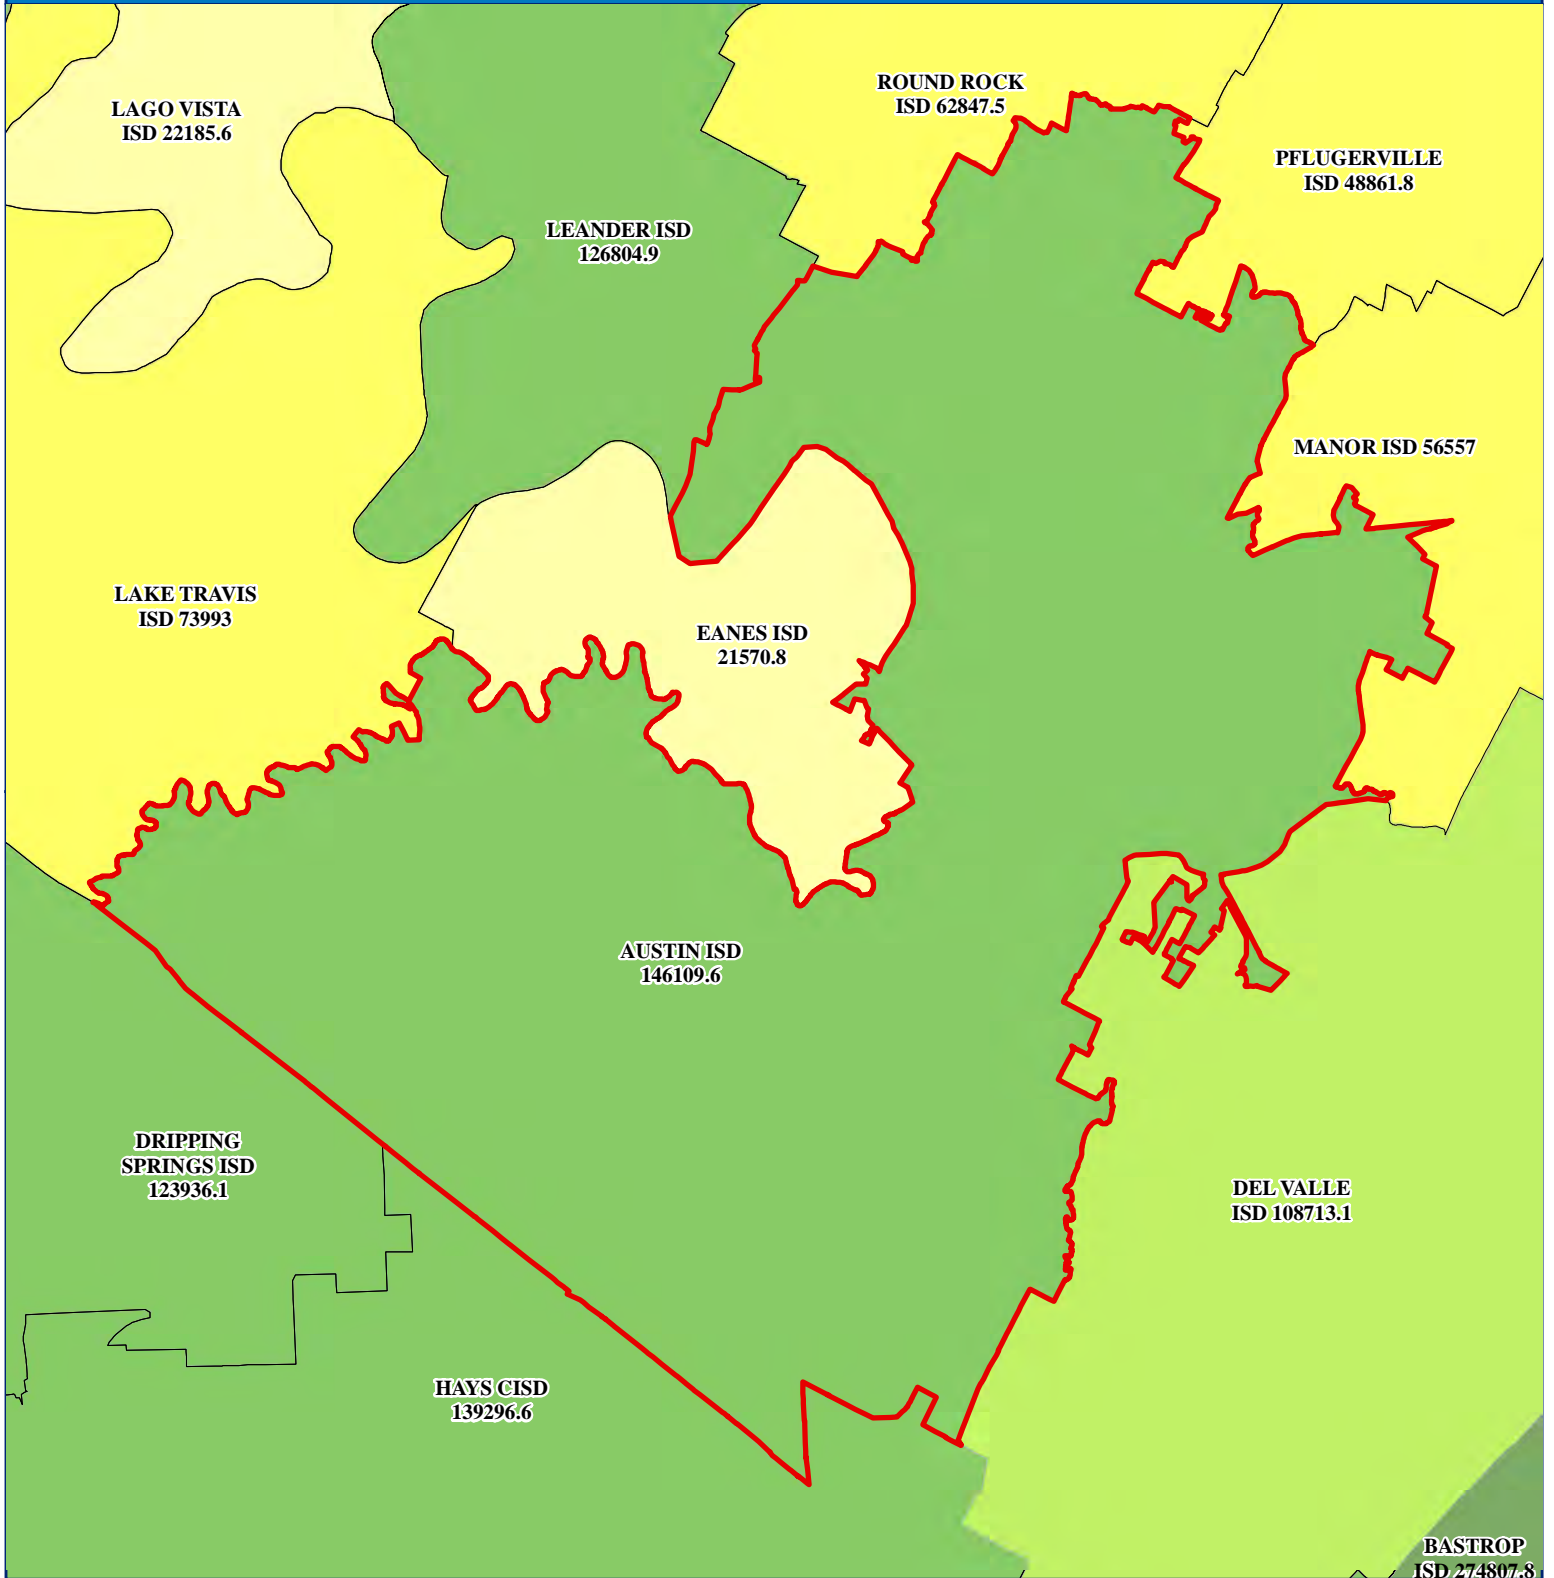 ROUND ROCK
ISD 62847.5
LAGO VISTA
ISD 22185.6
PFLUGERVILLE
ISD 48861.8
LEANDER ISD
126804.9
MANOR ISD 56557
LAKE TRAVIS
ISD 73993
EANES ISD
21570.8
AUSTIN ISD
146109.6
DRIPPING
SPRINGS ISD
123936.1
DEL VALLE
ISD 108713.1
HAYS CISD
139296.6
BASTROP
ISD 274807.8